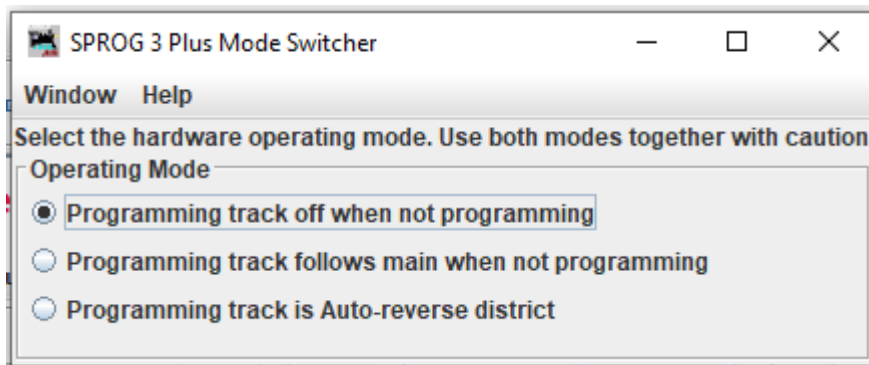 SPROG 3 Plus Mode Switcher
Window Help
Select the hardware operating mode. Use both modes together with caution
Operating Mode
Programming track off when not programming
Programming track follows main when not programming
Programming track is Auto-reverse district